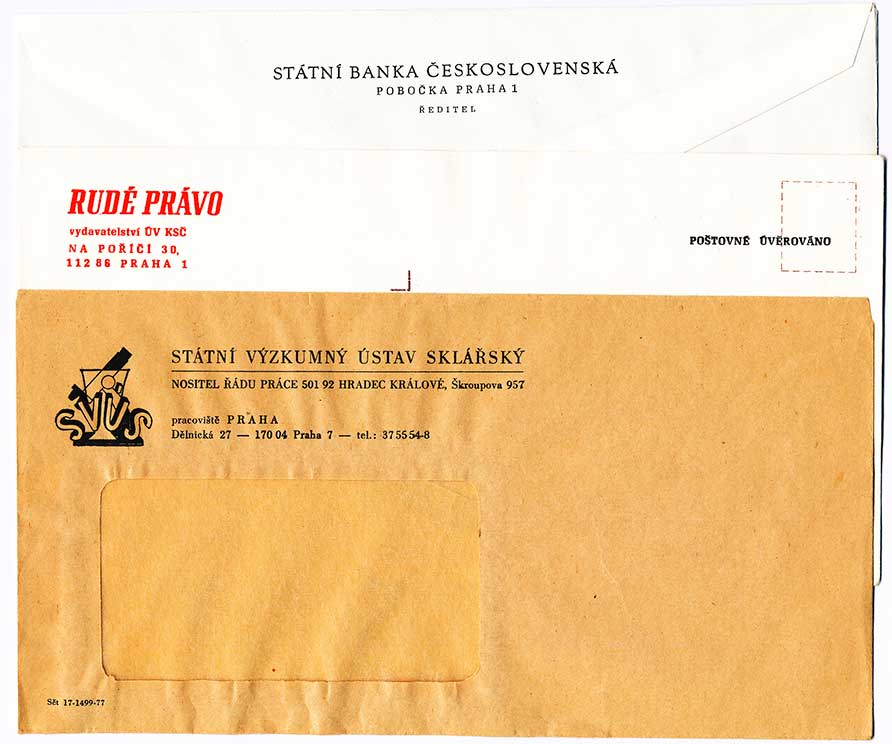 STÁTNÍ BANKA ČESKOSLOVENSKÁ
POBOČKA PRAHA 1
ŘEDITEL
RUDÉ PRÁVO
vydavatelství ÚV KSČ
NA POŘÍČÍ 30,
112 86 PRAHA 1
POŠTOVNÉ ÚVĚROVÁNO
STÁTNÍ VÝZKUMNÝ ÚSTAV SKLÁŘSKÝ
NOSITEL ŘÁDU PRÁCE 501 92 HRADEC KRÁLOVÉ, Škroupova 957
SVÚS
pracoviště PRAHA
Dělnická 27 — 170 04 Praha 7 — tel.: 37 55 54-8
Sět 17-1499-77